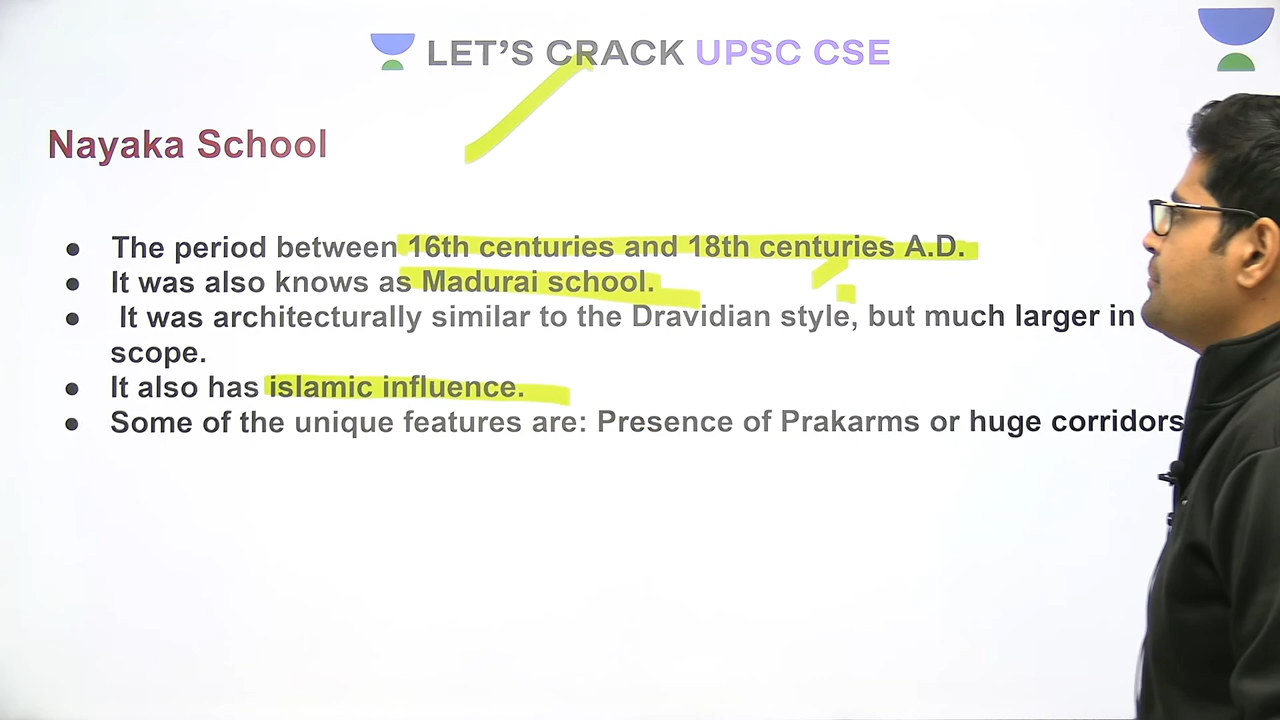 LET'S CRACK UPSC CSE
Nayaka School
● The period between 16th centuries and 18th centuries A.D.
● It was also knows as Madurai school.
● It was architecturally similar to the Dravidian style, but much larger in
scope.
● It also has islamic influence.
● Some of the unique features are: Presence of Prakarms or huge corridors